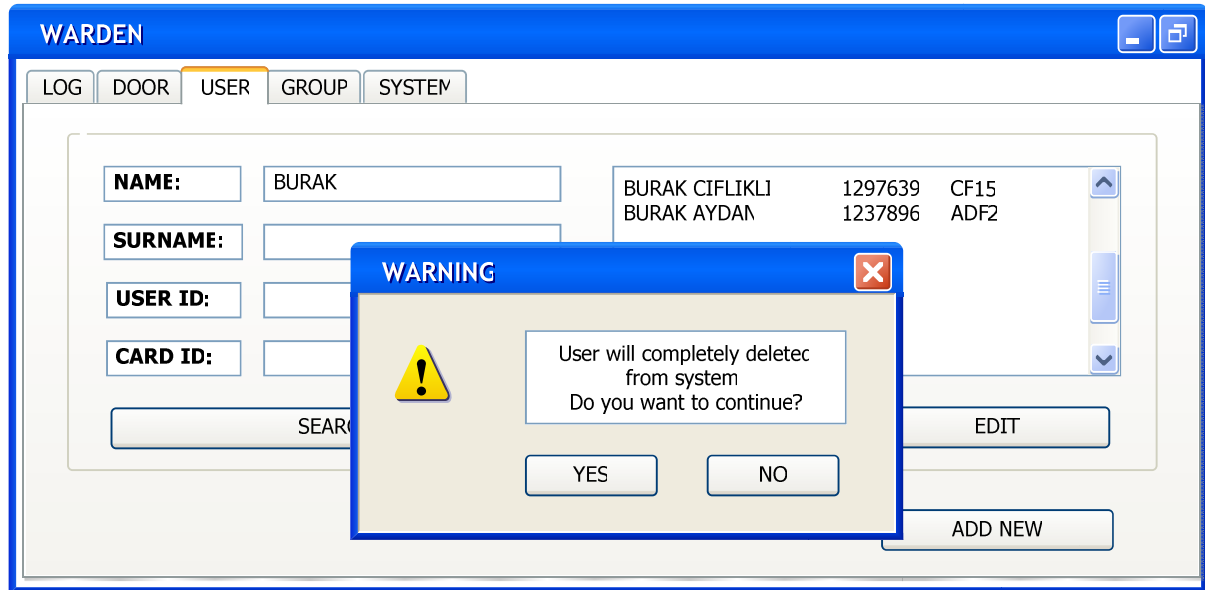 WARDEN
LOG DOOR USER GROUP SYSTEM
NAME: BURAK
SURNAME:
USER ID:
CARD ID:
BURAK CIFLIKLI 1297639 CF15
BURAK AYDAN 1237896 ADF2
WARNING
User will completely deleted
from system
Do you want to continue?
YES NO
SEARC
EDIT
ADD NEW